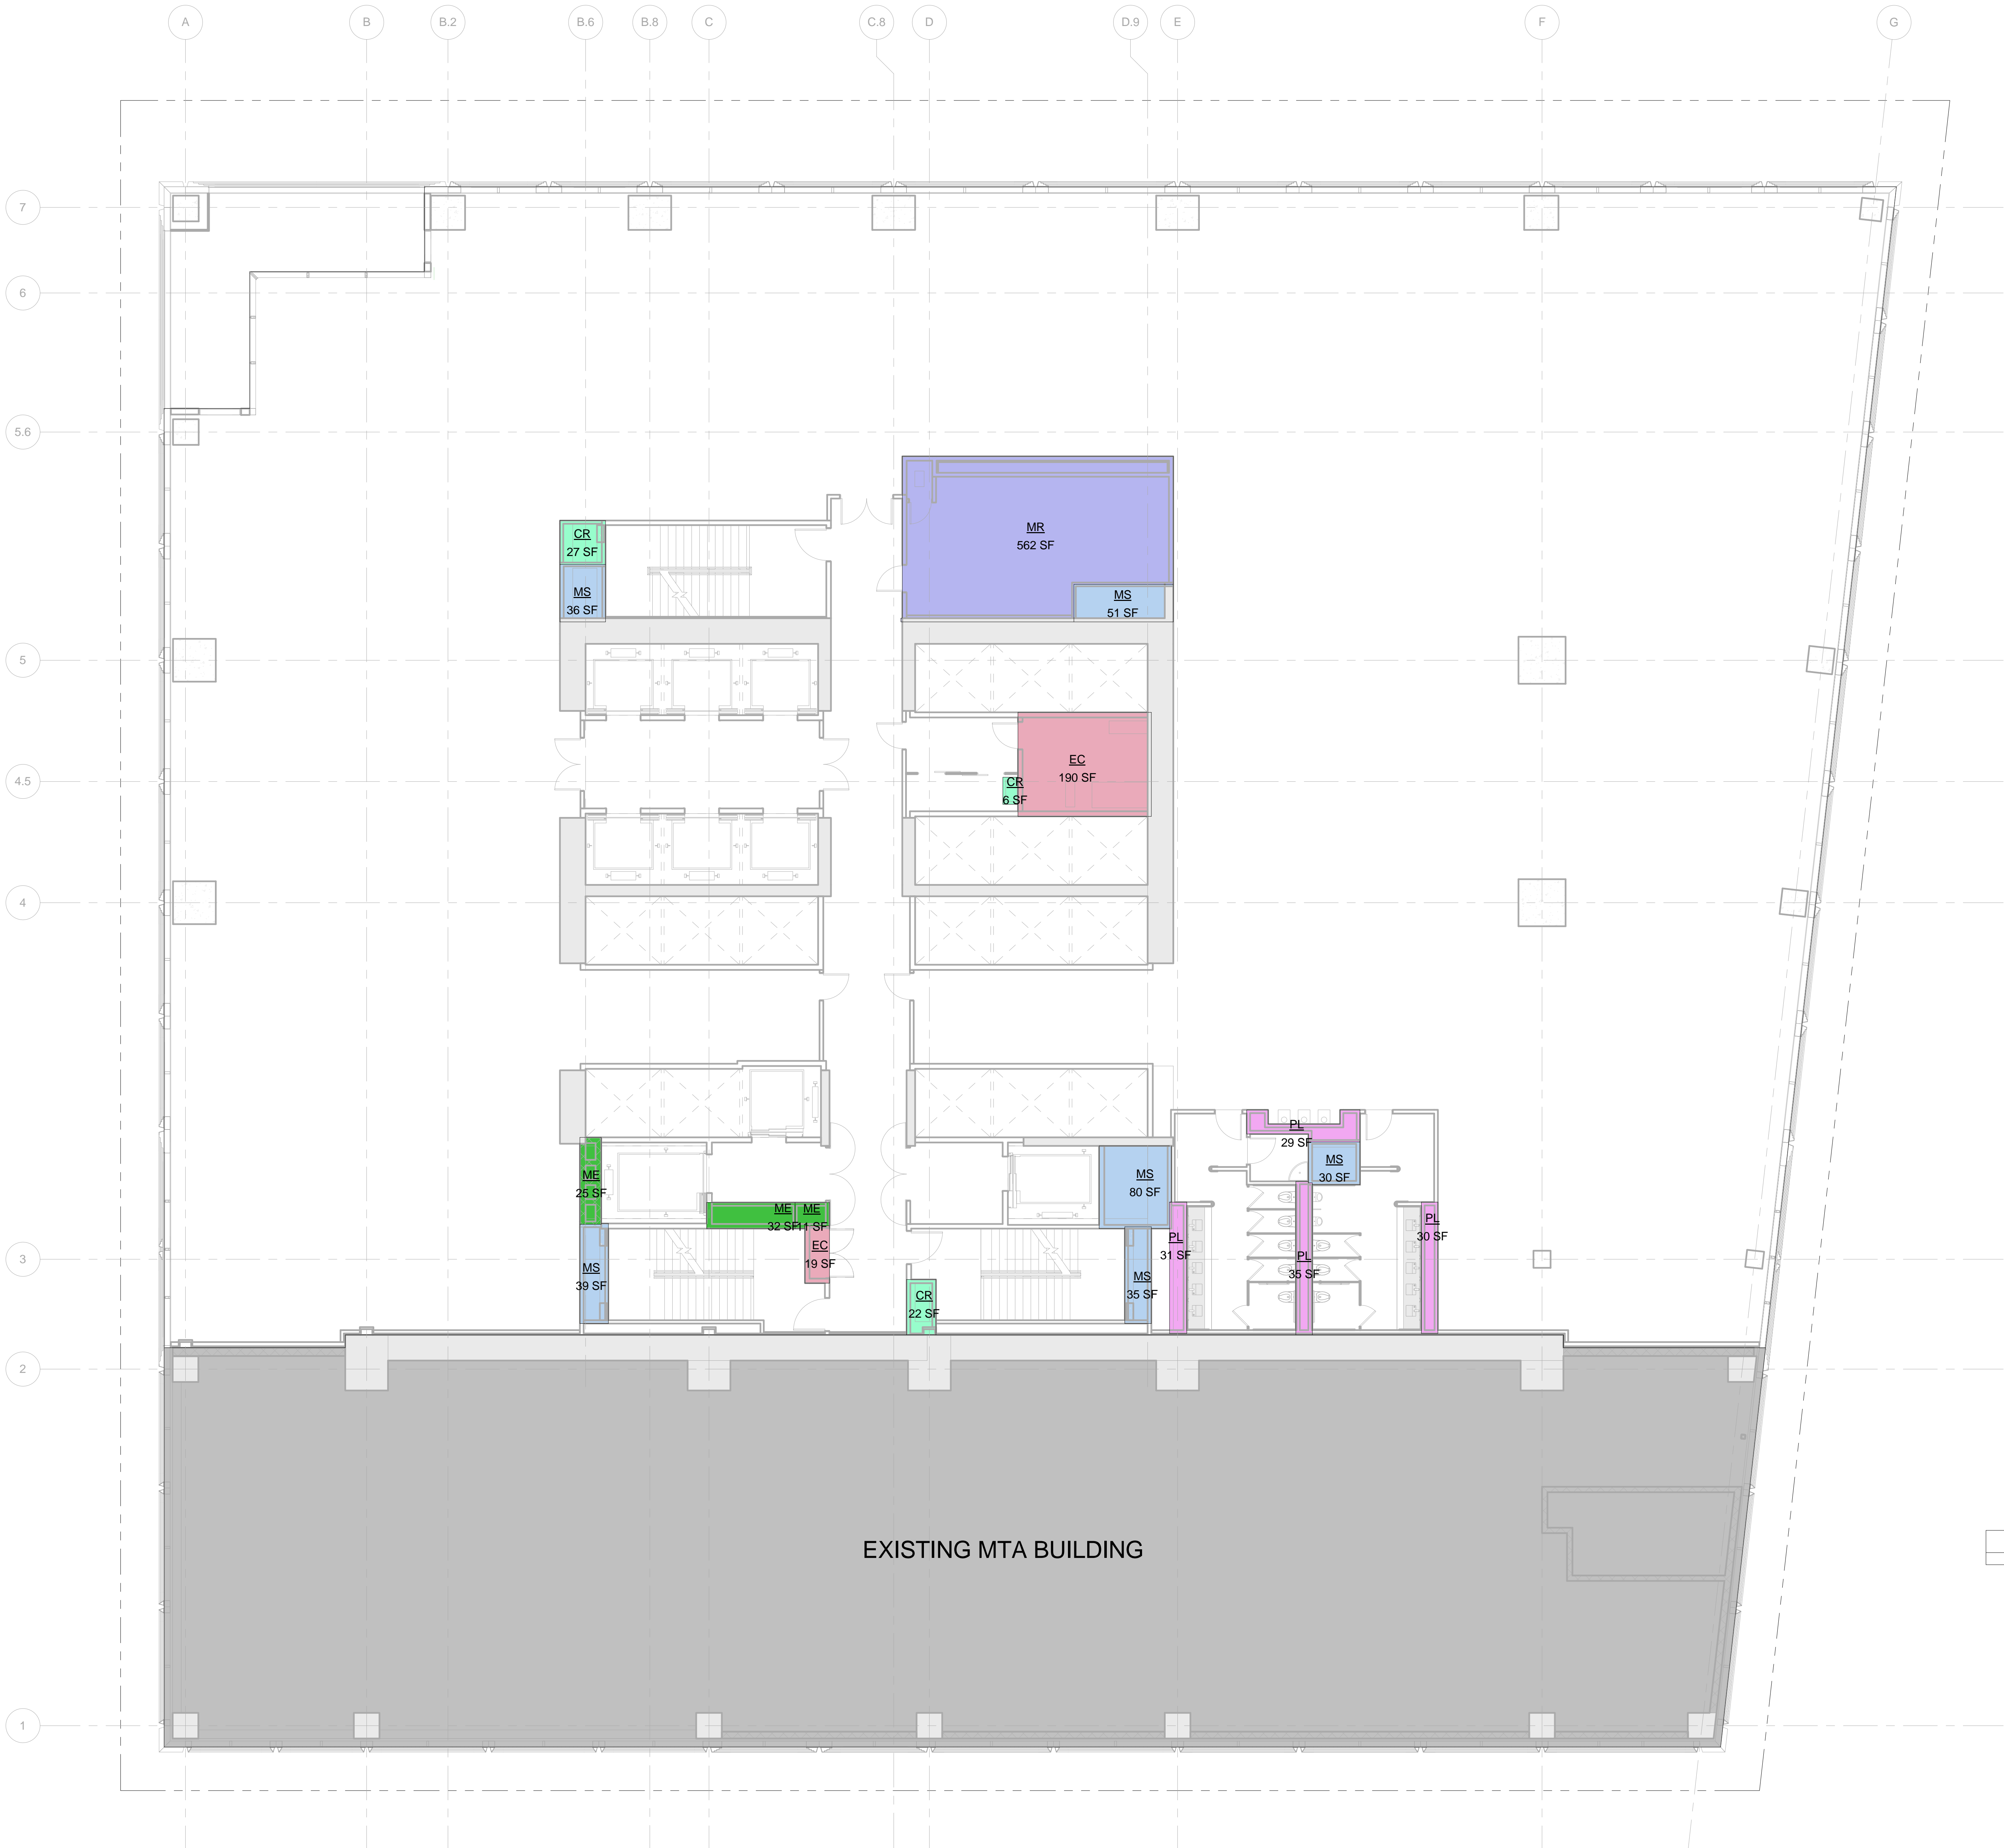 A
B
B.2
B.6
B.8
C
C.8
D
D.9
E
F
G
7
6
5.6
5
4.5
4
3
2
1
MR
562 SF
CR
27 SF
MS
36 SF
MS
51 SF
EC
190 SF
CR
6 SF
PL
29 SF
MS
30 SF
MS
80 SF
ME
25 SF
ME
32 SF
ME
11 SF
EC
19 SF
MS
39 SF
CR
22 SF
MS
35 SF
PL
31 SF
PL
35 SF
PL
30 SF
EXISTING MTA BUILDING